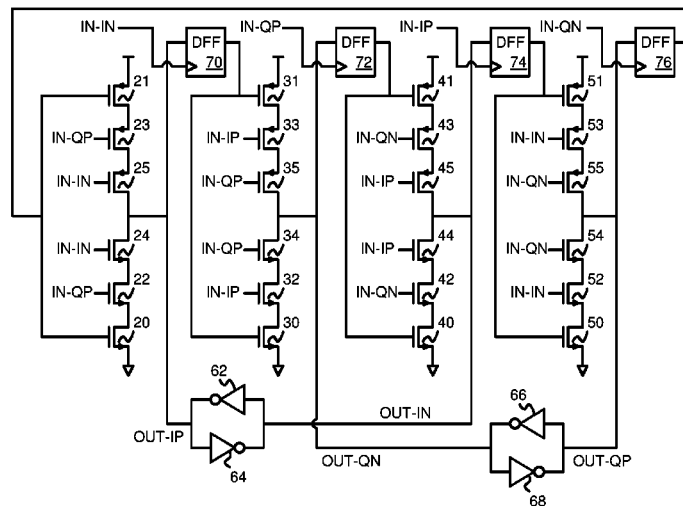 IN-IN DFF 70 IN-QP DFF 72 IN-IP DFF 74 IN-QN DFF 76
21 31 41 51
IN-QP 23 IN-IP 33 IN-QN 43 IN-IN 53
IN-IN 25 IN-QP 35 IN-IP 45 IN-QN 55
IN-IN 24 IN-QP 34 IN-IP 44 IN-QN 54
IN-QP 22 IN-IP 32 IN-QN 42 IN-IN 52
20 30 40 50
62 66
OUT-IN
OUT-IP OUT-QN OUT-QP
64 68